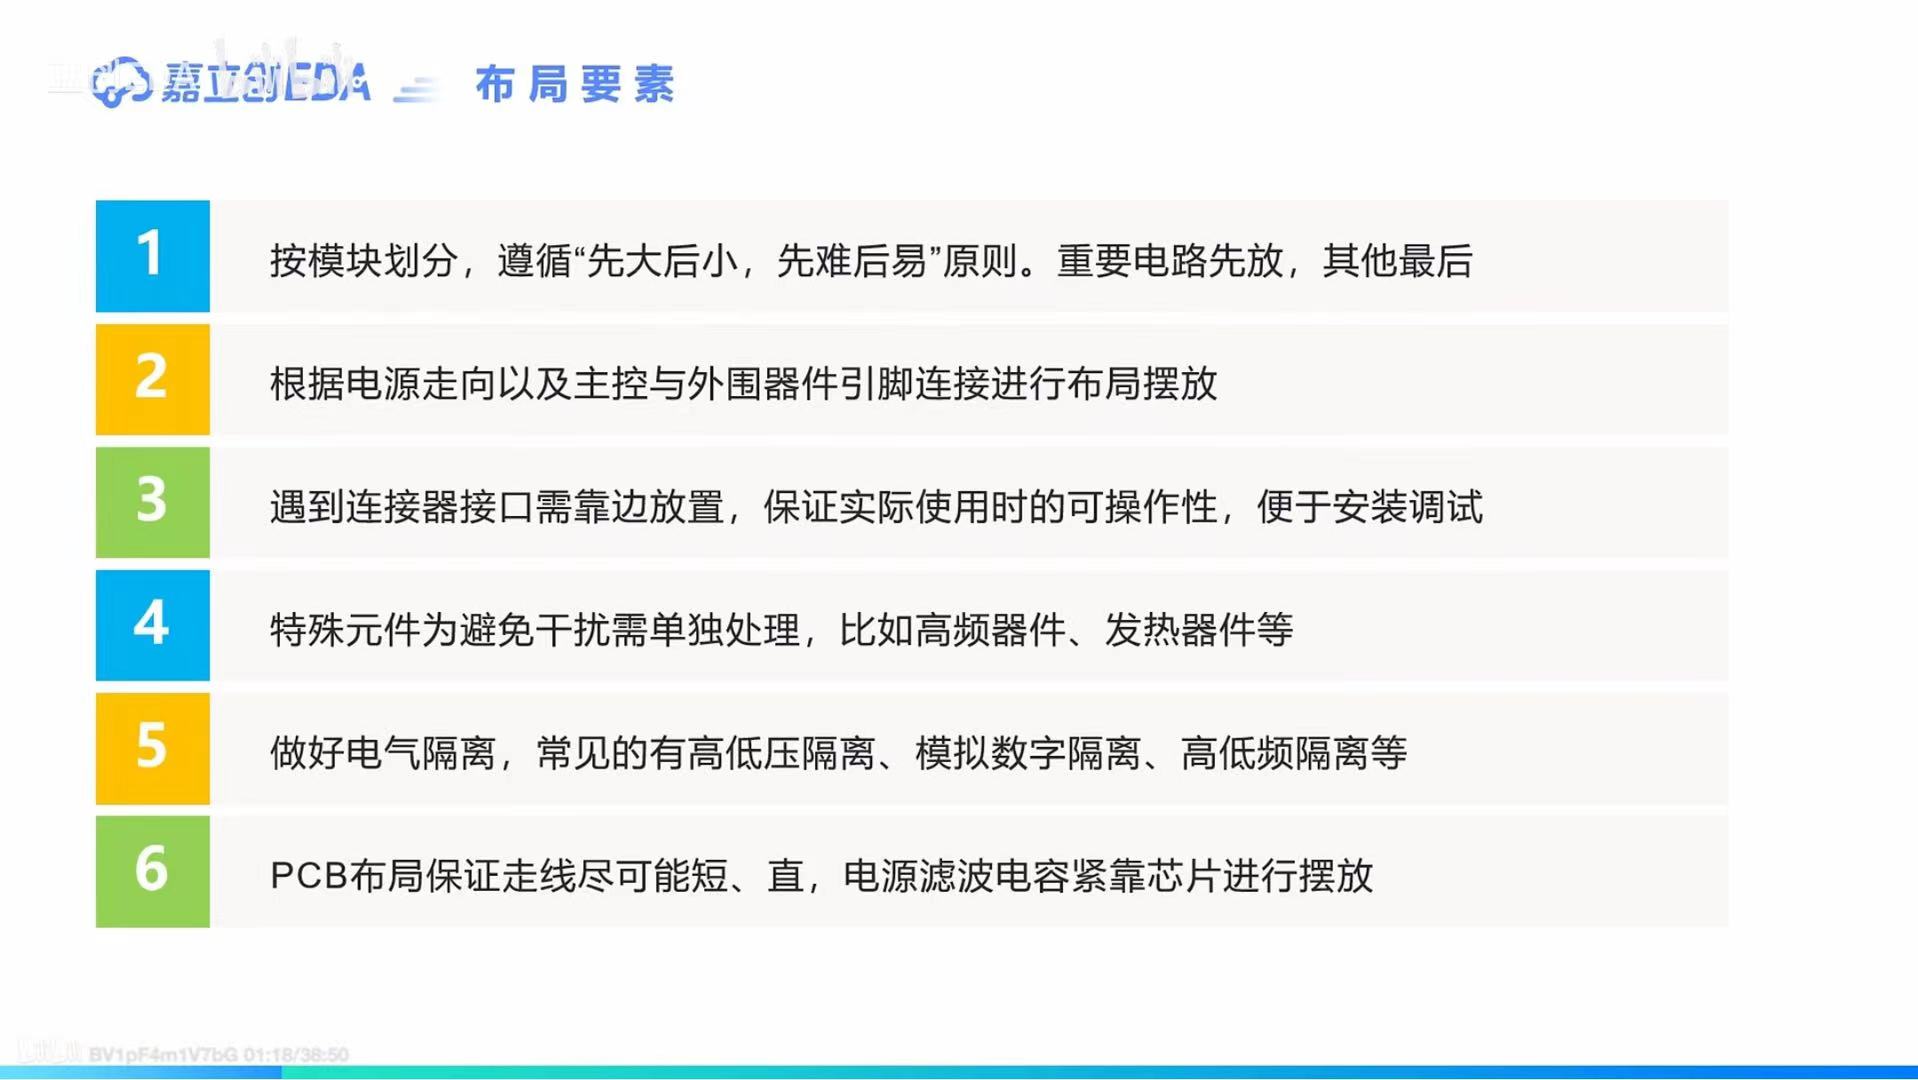 嘉立创EDA
布局要素
1
按模块划分，遵循“先大后小，先难后易”原则。重要电路先放，其他最后
2
根据电源走向以及主控与外围器件引脚连接进行布局摆放
3
遇到连接器接口需靠边放置，保证实际使用时的可操作性，便于安装调试
4
特殊元件为避免干扰需单独处理，比如高频器件、发热器件等
5
做好电气隔离，常见的有高低压隔离、模拟数字隔离、高低频隔离等
6
PCB布局保证走线尽可能短、直，电源滤波电容紧靠芯片进行摆放
BV1pF4m1V7bG 01:18/38:50